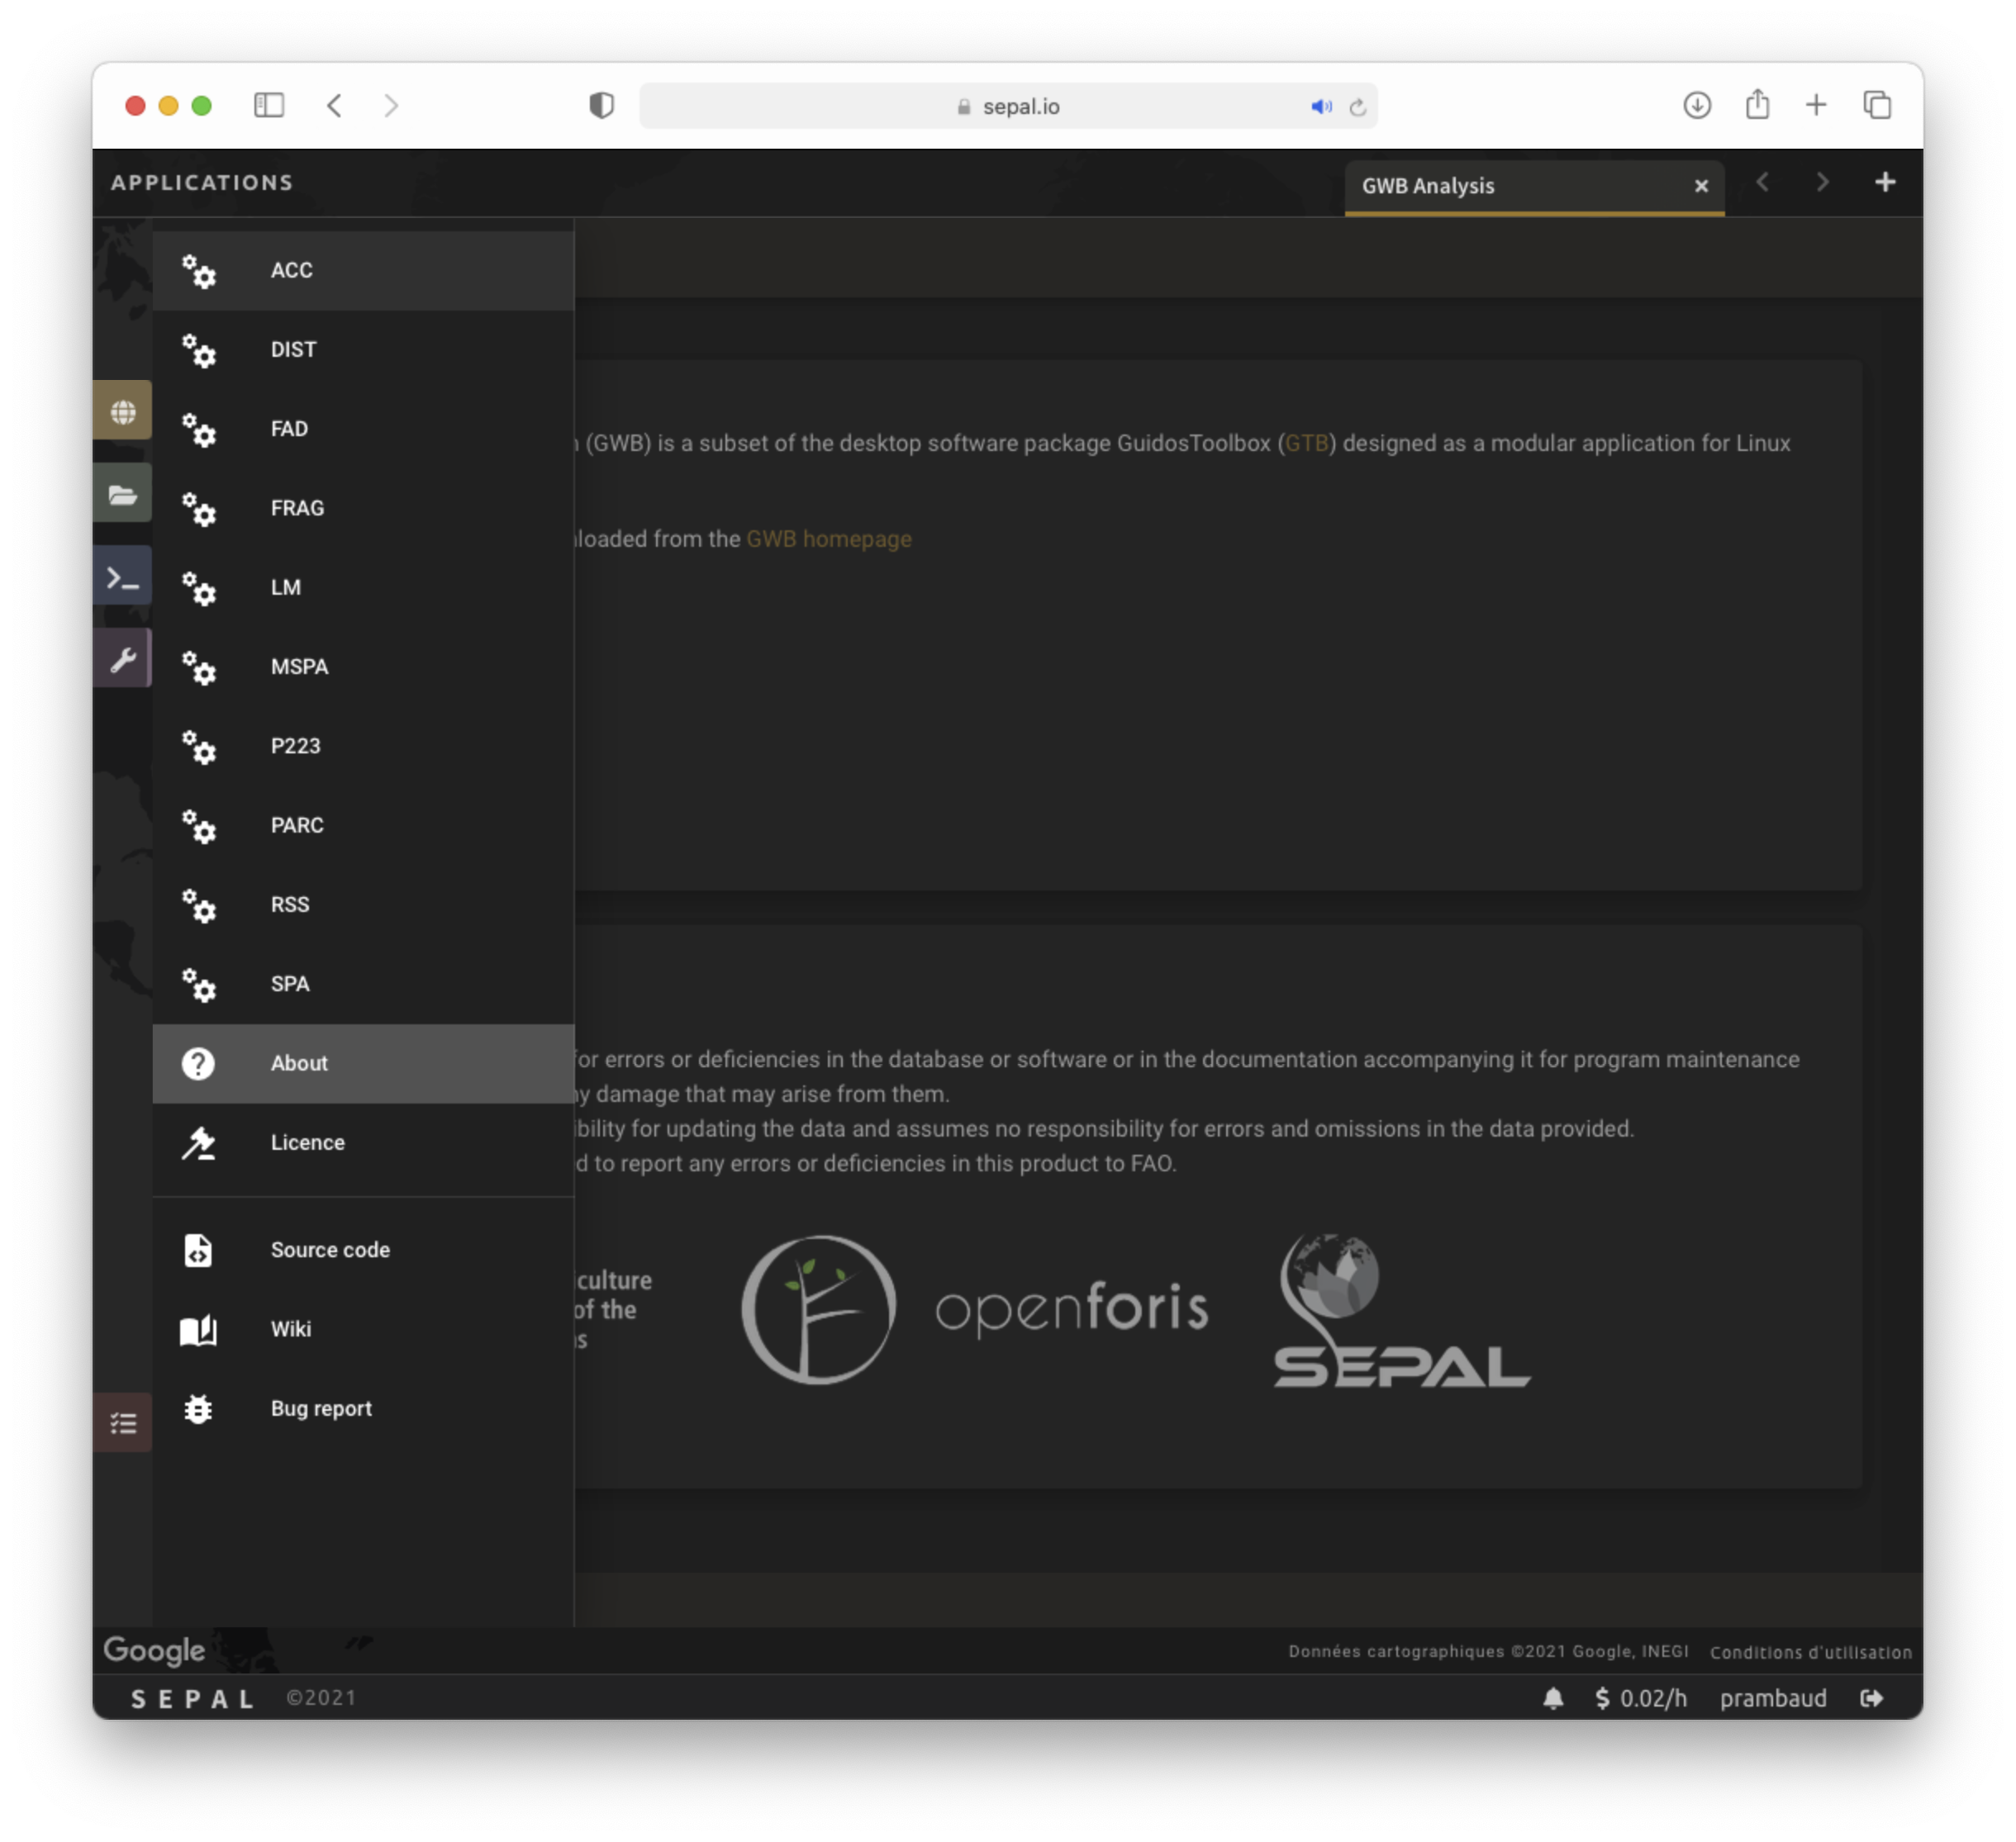 sepal.io
APPLICATIONS
GWB Analysis
ACC
DIST
FAD
FRAG
LM
MSPA
P223
PARC
RSS
SPA
About
Licence
Source code
Wiki
Bug report
(GWB) is a subset of the desktop software package GuidosToolbox (GTB) designed as a modular application for Linux
loaded from the GWB homepage
for errors or deficiencies in the database or software or in the documentation accompanying it for program maintenance
y damage that may arise from them.
bility for updating the data and assumes no responsibility for errors and omissions in the data provided.
d to report any errors or deficiencies in this product to FAO.
culture
of the
s
openforis
SEPAL
Google
Données cartographiques ©2021 Google, INEGI Conditions d'utilisation
SEPAL ©2021
$ 0.02/h prambaud